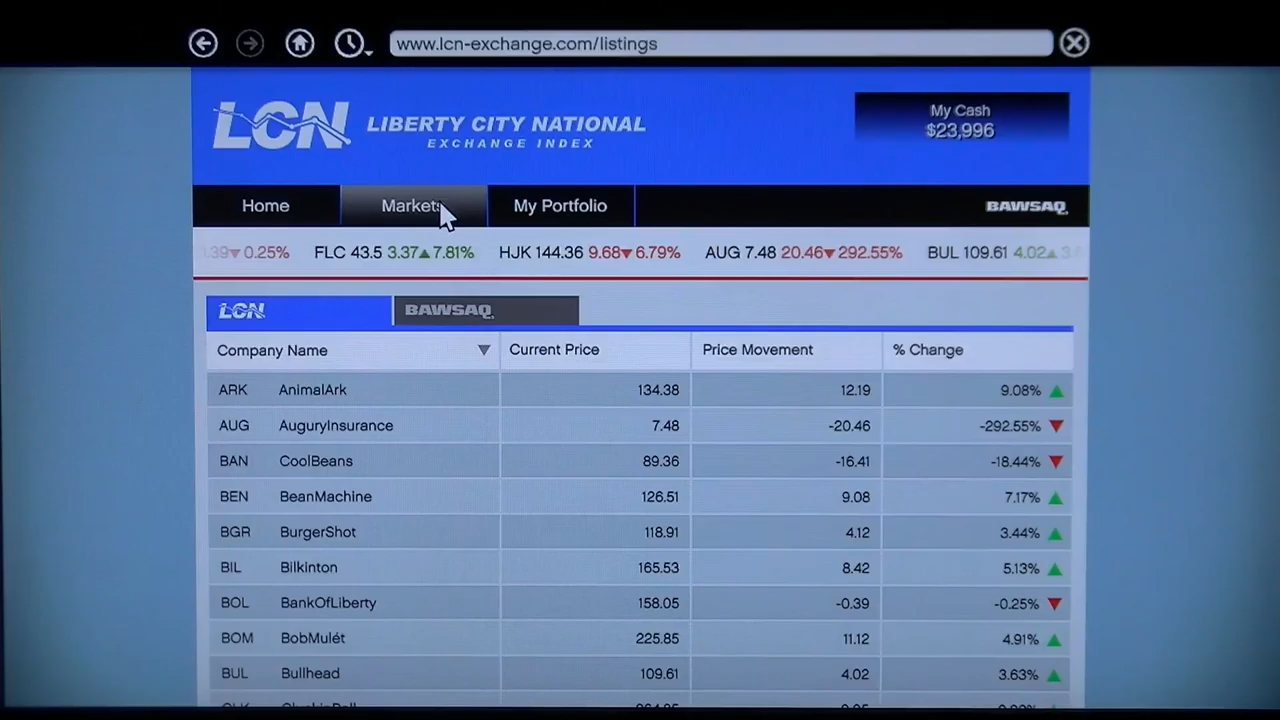 www.lcn-exchange.com/listings
LCN LIBERTY CITY NATIONAL
EXCHANGE INDEX
My Cash
$23,996
Home Markets My Portfolio BAWSAQ
.39▼0.25% FLC 43.5 3.37▲7.81% HJK 144.36 9.68▼6.79% AUG 7.48 20.46▼292.55% BUL 109.61 4.02▲3.6
LCN BAWSAQ
Company Name ▼ Current Price Price Movement % Change
ARK AnimalArk 134.38 12.19 9.08% ▲
AUG AuguryInsurance 7.48 -20.46 -292.55% ▼
BAN CoolBeans 89.36 -16.41 -18.44% ▼
BEN BeanMachine 126.51 9.08 7.17% ▲
BGR BurgerShot 118.91 4.12 3.44% ▲
BIL Bilkinton 165.53 8.42 5.13% ▲
BOL BankOfLiberty 158.05 -0.39 -0.25% ▼
BOM BobMulét 225.85 11.12 4.91% ▲
BUL Bullhead 109.61 4.02 3.63% ▲